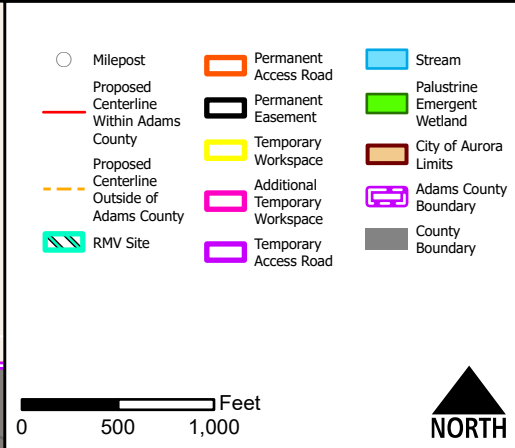 Milepost
Proposed
Centerline
Within Adams
County
Proposed
Centerline
Outside of
Adams County
RMV Site
Permanent
Access Road
Permanent
Easement
Temporary
Workspace
Additional
Temporary
Workspace
Temporary
Access Road
Stream
Palustrine
Emergent
Wetland
City of Aurora
Limits
Adams County
Boundary
County
Boundary
Feet
0 500 1,000
NORTH